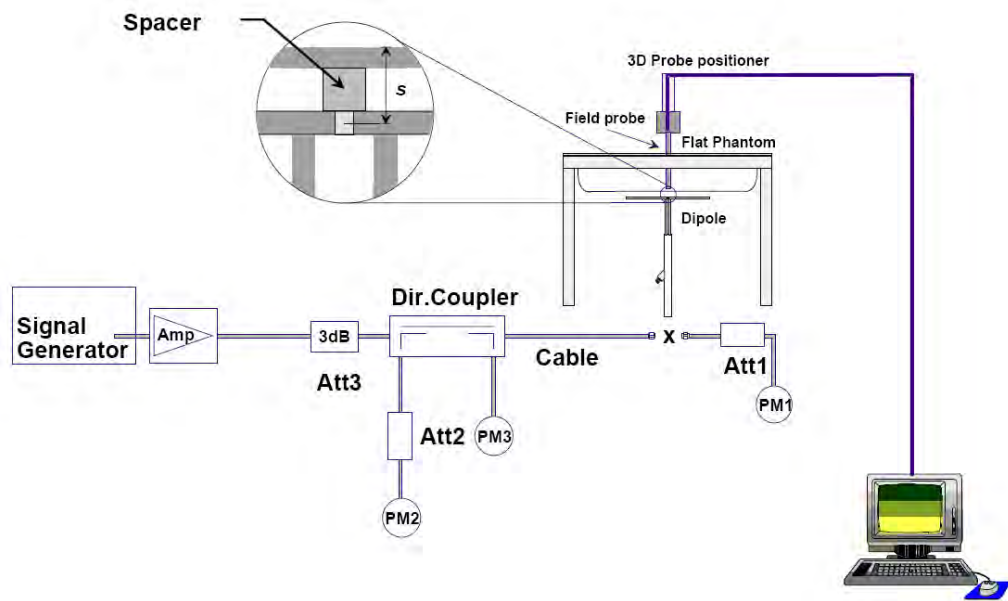 Spacer
s
3D Probe positioner
Field probe
Flat Phantom
Dipole
Dir.Coupler
Signal
Generator
Amp
3dB
Att3
Cable
x
Att1
PM1
Att2
PM3
PM2